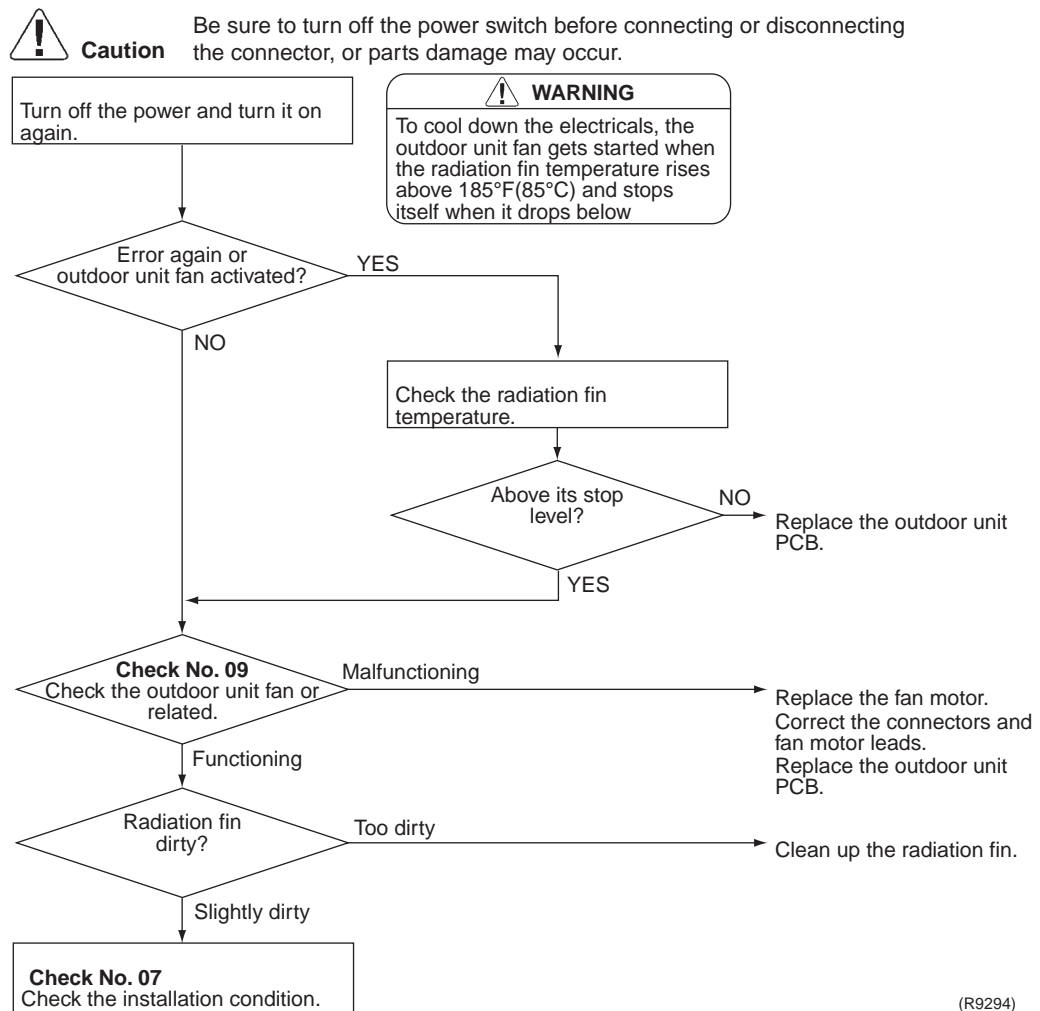 Caution
Be sure to turn off the power switch before connecting or disconnecting
the connector, or parts damage may occur.
Turn off the power and turn it on
again.
WARNING
To cool down the electricals, the
outdoor unit fan gets started when
the radiation fin temperature rises
above 185°F(85°C) and stops
itself when it drops below
Error again or
outdoor unit fan activated?
YES
NO
Check the radiation fin
temperature.
Above its stop
level?
NO
Replace the outdoor unit
PCB.
YES
Check No. 09
Check the outdoor unit fan or
related.
Malfunctioning
Replace the fan motor.
Correct the connectors and
fan motor leads.
Replace the outdoor unit
PCB.
Functioning
Radiation fin
dirty?
Too dirty
Clean up the radiation fin.
Slightly dirty
Check No. 07
Check the installation condition.
(R9294)